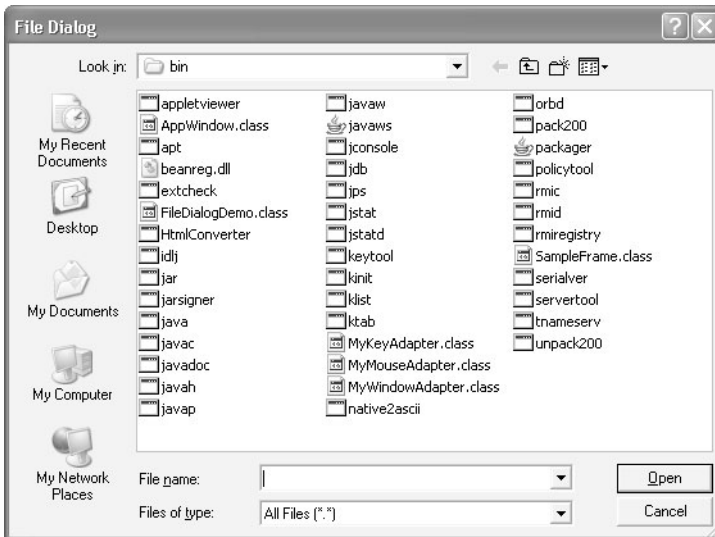 File Dialog
Look in: bin
My Recent
Documents
Desktop
My Documents
My Computer
My Network
Places
appletviewer
AppWindow.class
apt
beanreg.dll
extcheck
FileDialogDemo.class
HtmlConverter
idlj
jar
jarsigner
java
javac
javadoc
javah
javap
javaw
javaws
jconsole
jdb
jps
jstat
jstatd
keytool
kinit
klist
ktab
MyKeyAdapter.class
MyMouseAdapter.class
MyWindowAdapter.class
native2ascii
orbd
pack200
packager
policytool
rmic
rmid
rmiregistry
SampleFrame.class
serialver
servertool
tnameserv
unpack200
File name:
Open
Files of type: All Files (*.*)
Cancel